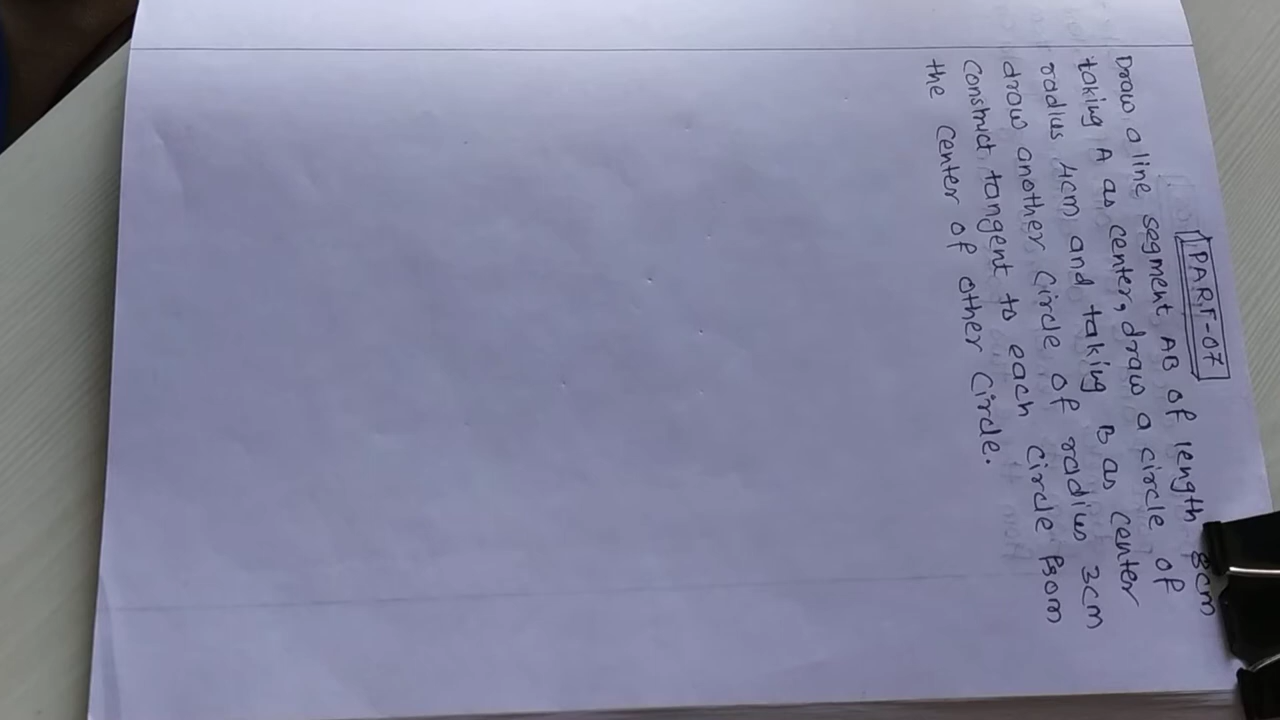 PART-07
Draw a line segment AB of length 8cm
taking A as center, draw a circle of
radius 4cm and taking B as center
draw another circle of radius 3cm
construct tangent to each circle from
the center of other circle.